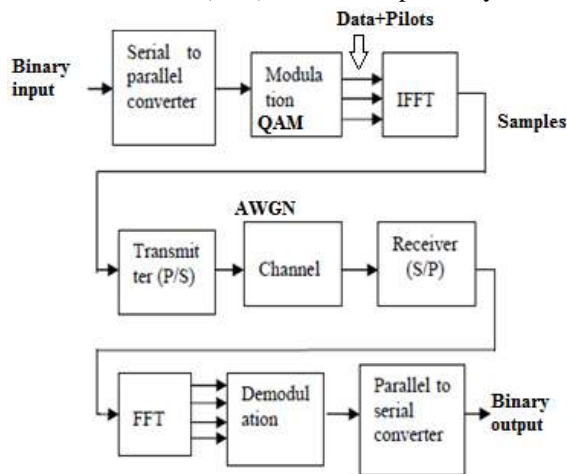 Data+Pilots
Binary
input
Serial to
parallel
converter
Modula
tion
QAM
IFFT
Samples
AWGN
Transmit
ter (P/S)
Channel
Receiver
(S/P)
FFT
Demodul
ation
Parallel to
serial
converter
Binary
output